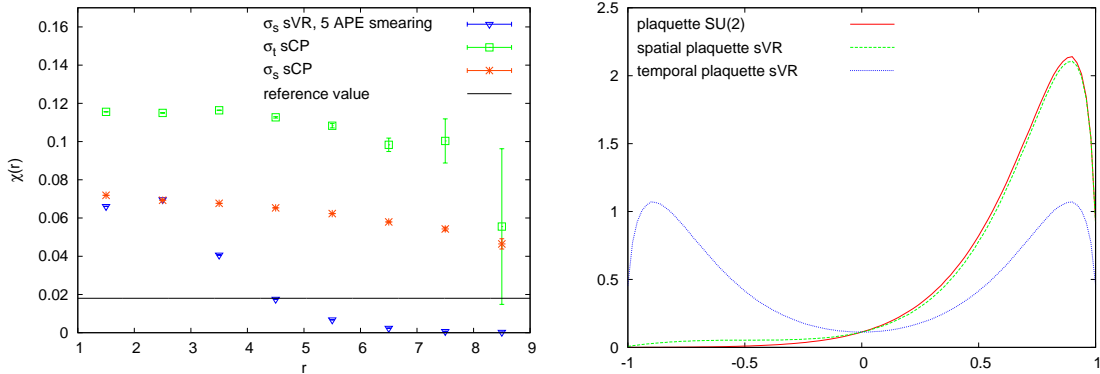 0.16
0.14
0.12
0.1
0.08
0.06
0.04
0.02
0
χ(r)
1 2 3 4 5 6 7 8 9
r
σs sVR, 5 APE smearing
σt sCP
σs sCP
reference value
2.5
2
1.5
1
0.5
0
-1 -0.5 0 0.5 1
plaquette SU(2)
spatial plaquette sVR
temporal plaquette sVR